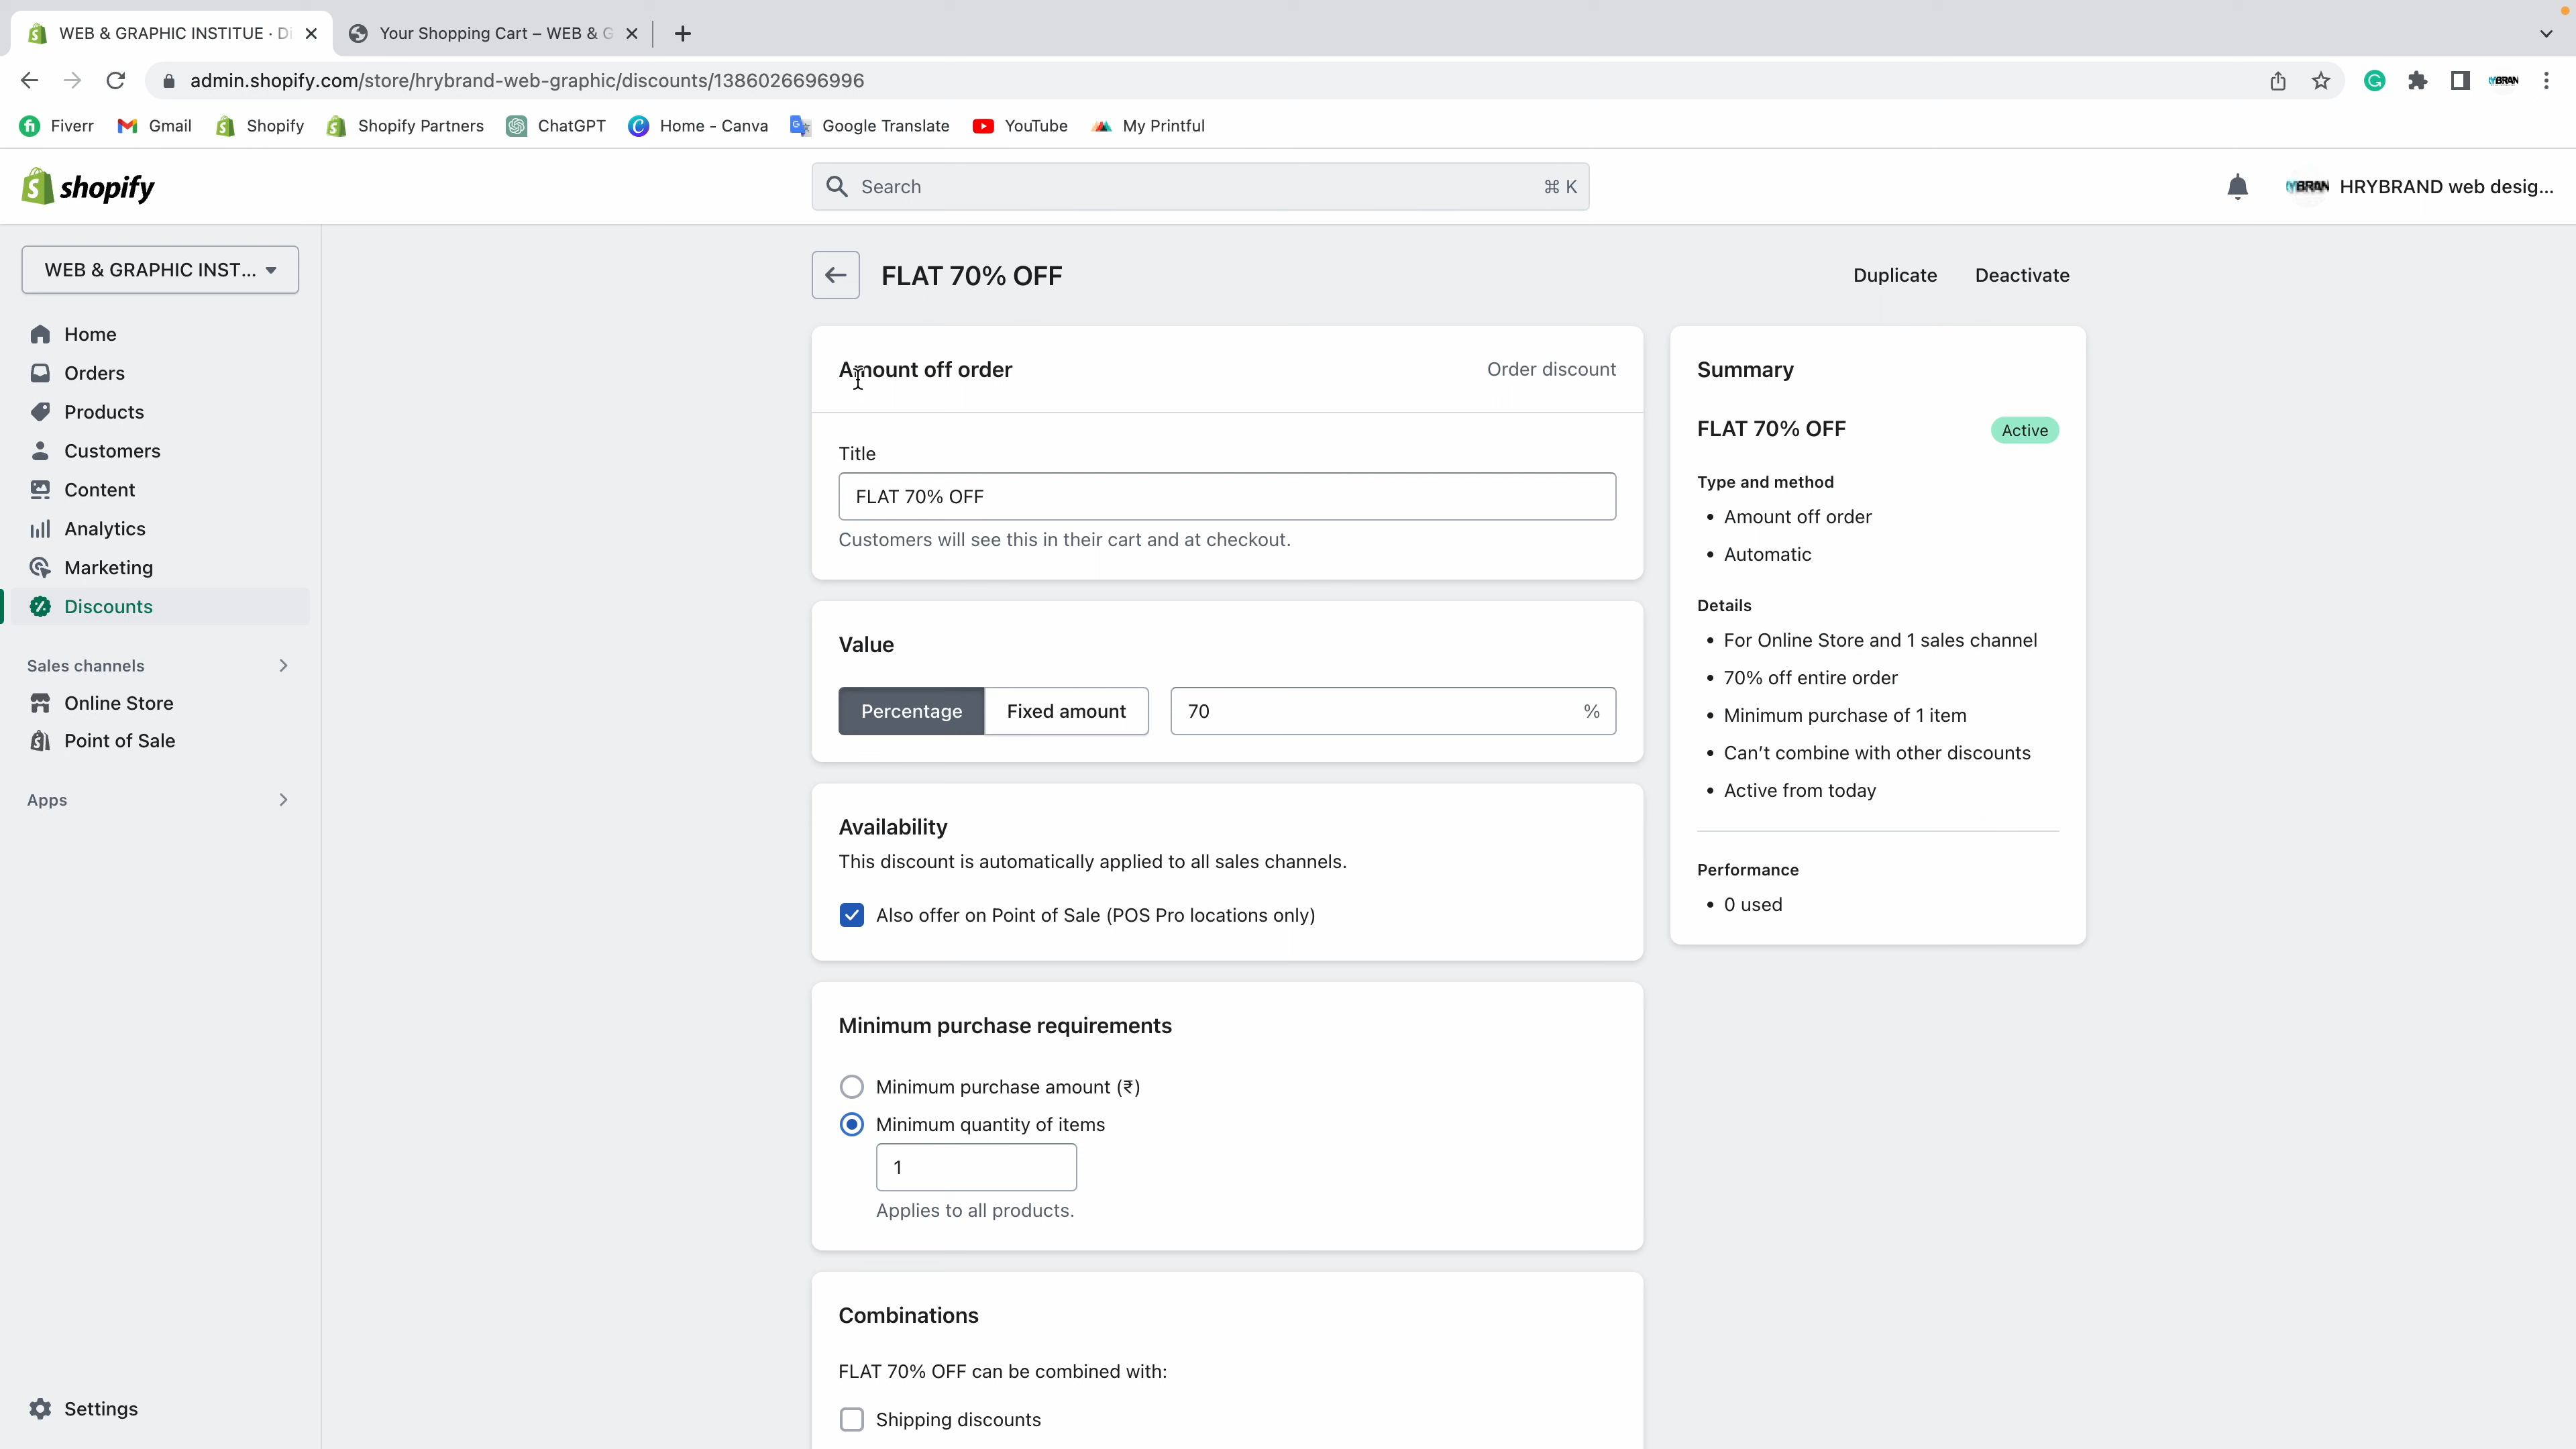 WEB & GRAPHIC INSTITUE · Di
Your Shopping Cart – WEB & G
admin.shopify.com/store/hrybrand-web-graphic/discounts/1386026696996
Fiverr Gmail Shopify Shopify Partners ChatGPT Home - Canva Google Translate YouTube My Printful
shopify
Search
⌘ K
HRYBRAND web desig...
WEB & GRAPHIC INST...
Home
Orders
Products
Customers
Content
Analytics
Marketing
Discounts
Sales channels
Online Store
Point of Sale
Apps
Settings
FLAT 70% OFF
Duplicate Deactivate
Amount off order
Order discount
Title
FLAT 70% OFF
Customers will see this in their cart and at checkout.
Value
Percentage Fixed amount 70 %
Availability
This discount is automatically applied to all sales channels.
Also offer on Point of Sale (POS Pro locations only)
Minimum purchase requirements
Minimum purchase amount (₹)
Minimum quantity of items
1
Applies to all products.
Combinations
FLAT 70% OFF can be combined with:
Shipping discounts
Summary
FLAT 70% OFF Active
Type and method
• Amount off order
• Automatic
Details
• For Online Store and 1 sales channel
• 70% off entire order
• Minimum purchase of 1 item
• Can't combine with other discounts
• Active from today
Performance
• 0 used